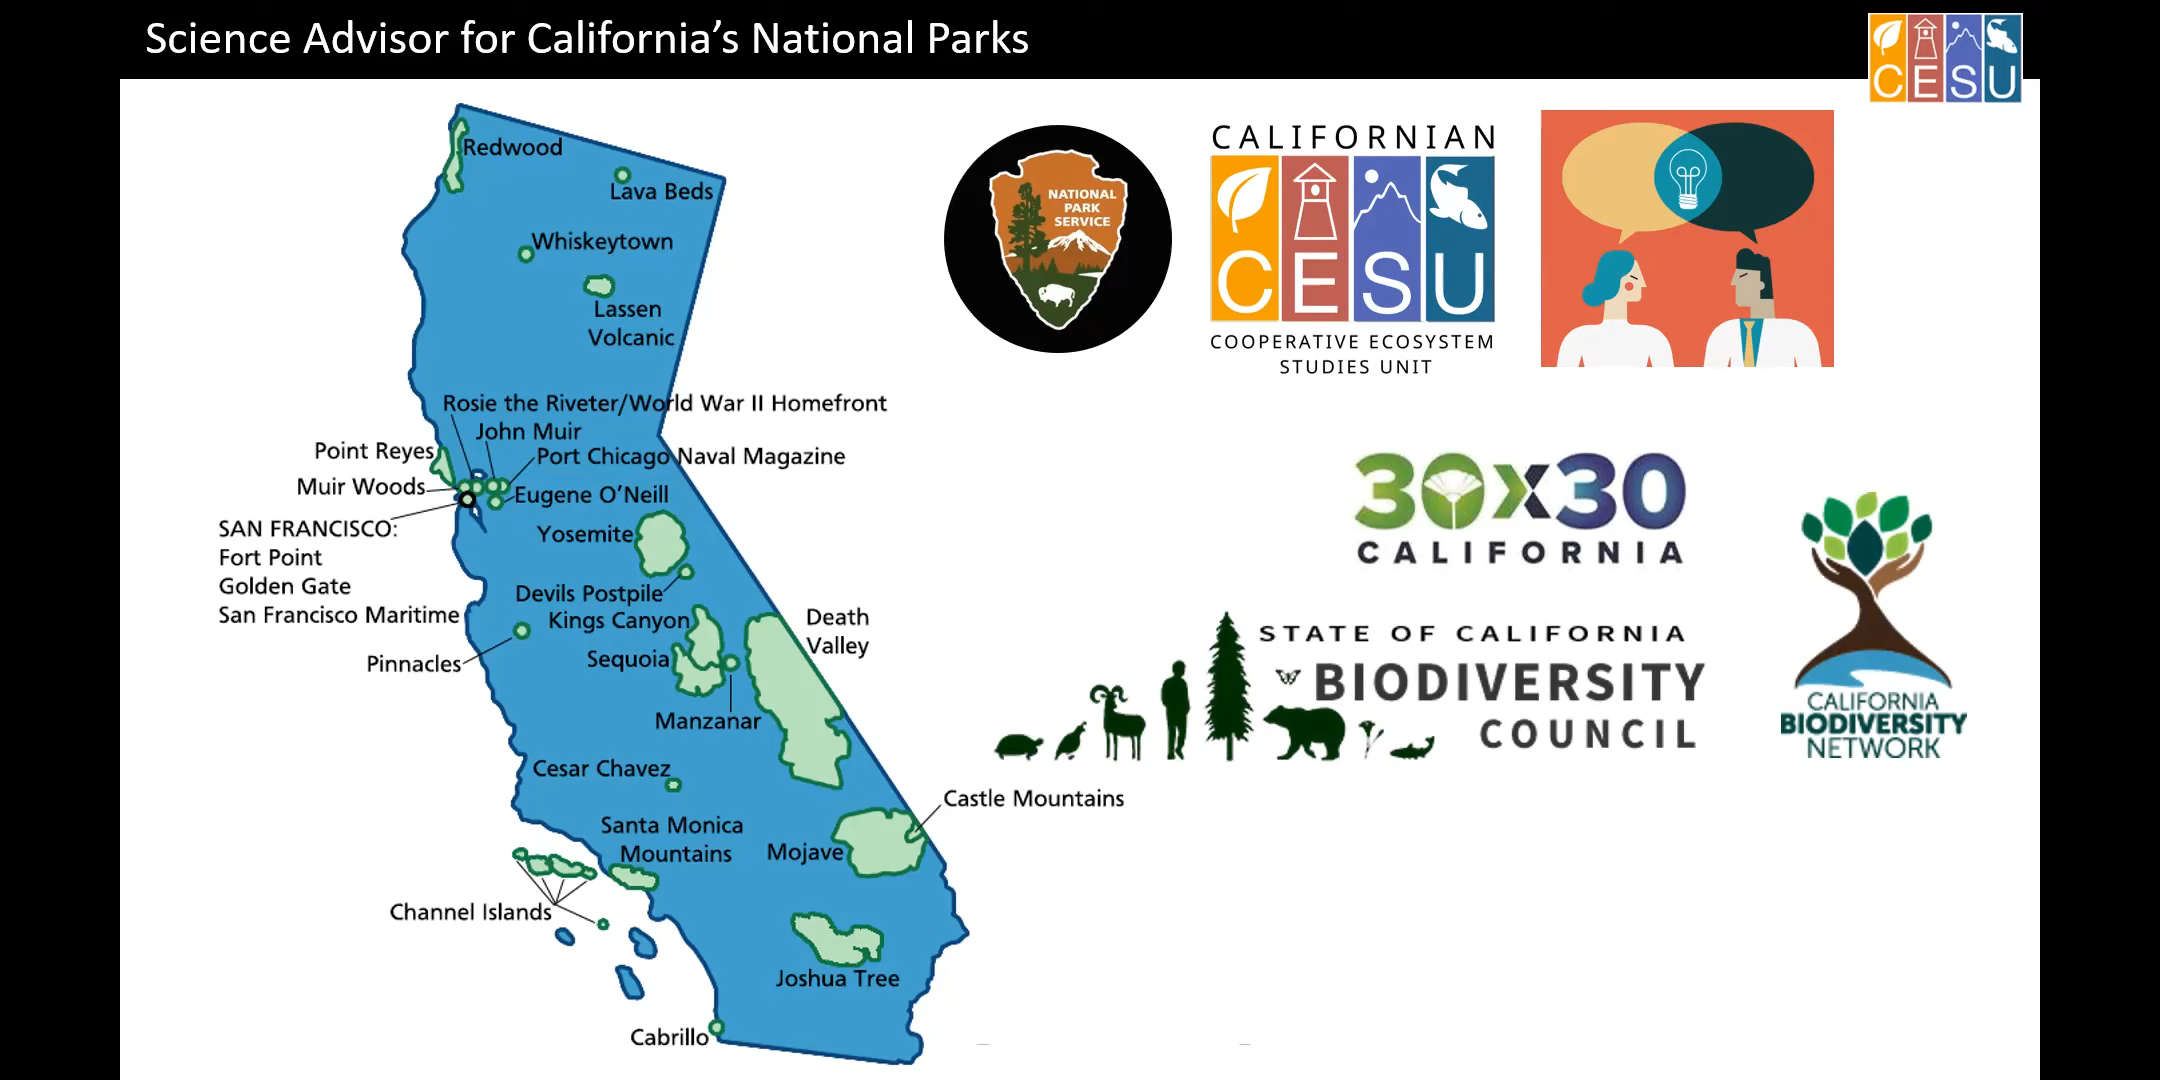 Science Advisor for California's National Parks
CESU
Redwood
Lava Beds
Whiskeytown
Lassen
Volcanic
Rosie the Riveter/World War II Homefront
John Muir
Point Reyes
Port Chicago Naval Magazine
Muir Woods
Eugene O'Neill
SAN FRANCISCO:
Fort Point
Golden Gate
San Francisco Maritime
Yosemite
Devils Postpile
Kings Canyon
Sequoia
Death
Valley
Pinnacles
Manzanar
Cesar Chavez
Castle Mountains
Santa Monica
Mountains
Mojave
Channel Islands
Joshua Tree
Cabrillo
NATIONAL
PARK
SERVICE
CALIFORNIAN
CESU
COOPERATIVE ECOSYSTEM
STUDIES UNIT
30x30
CALIFORNIA
STATE OF CALIFORNIA
BIODIVERSITY
COUNCIL
CALIFORNIA
BIODIVERSITY
NETWORK